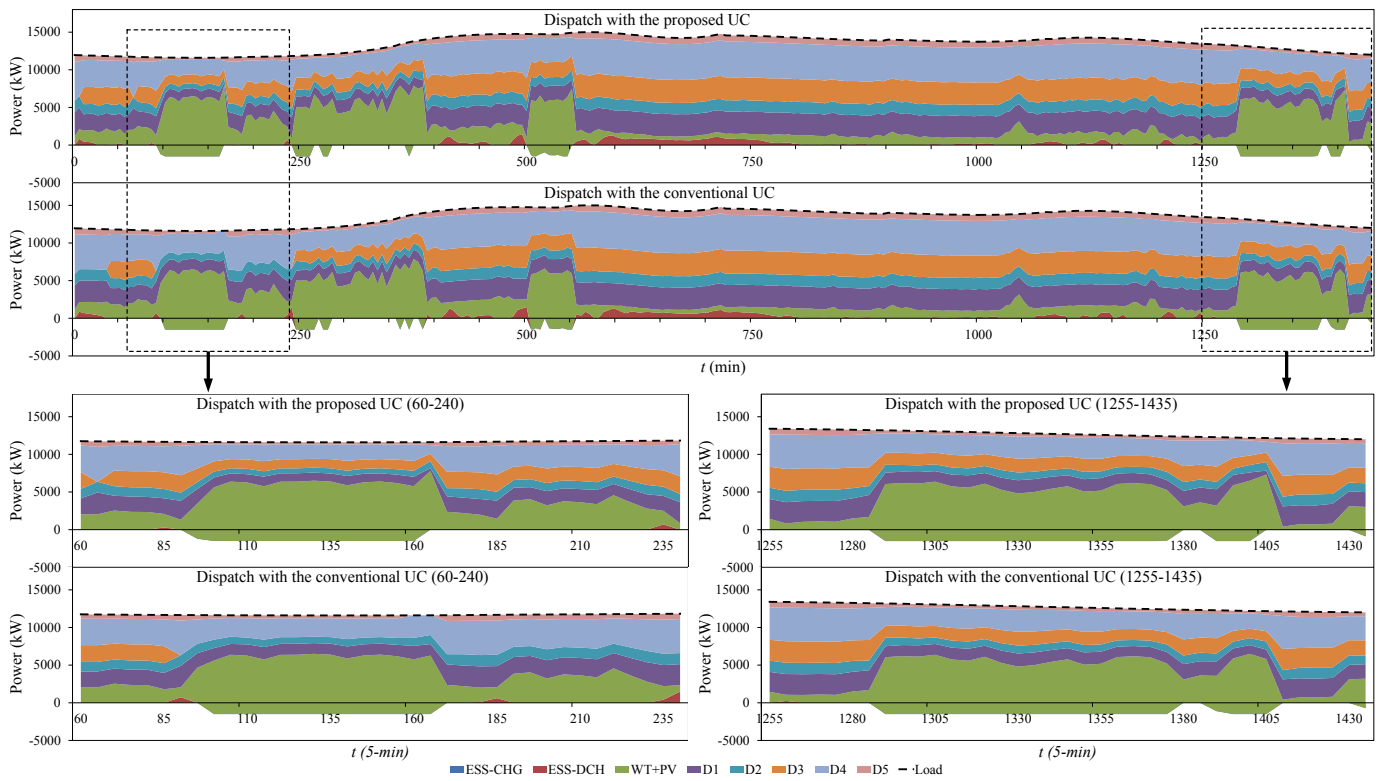 Dispatch with the proposed UC
Power (kW)
15000
10000
5000
0
-5000
0 250 500 750 1000 1250
Dispatch with the conventional UC
Power (kW)
15000
10000
5000
0
-5000
0 250 500 750 1000 1250
t (min)
Dispatch with the proposed UC (60-240)
Power (kW)
15000
10000
5000
0
-5000
60 85 110 135 160 185 210 235
Dispatch with the conventional UC (60-240)
Power (kW)
15000
10000
5000
0
-5000
60 85 110 135 160 185 210 235
t (5-min)
Dispatch with the proposed UC (1255-1435)
Power (kW)
15000
10000
5000
0
-5000
1255 1280 1305 1330 1355 1380 1405 1430
Dispatch with the conventional UC (1255-1435)
Power (kW)
15000
10000
5000
0
-5000
1255 1280 1305 1330 1355 1380 1405 1430
t (5-min)
ESS-CHG ESS-DCH WT+PV D1 D2 D3 D4 D5 Load